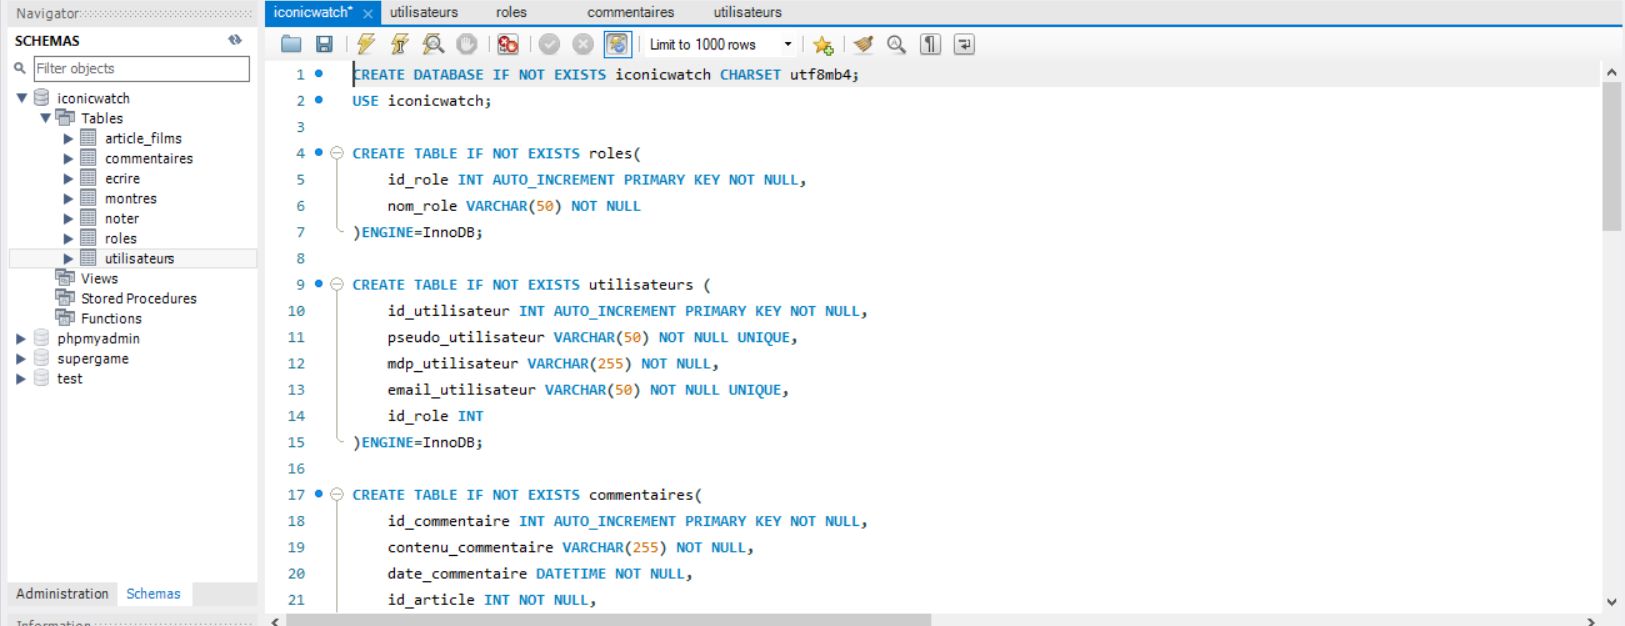 Navigator
SCHEMAS
Filter objects
iconicwatch
Tables
article_films
commentaires
ecrire
montres
noter
roles
utilisateurs
Views
Stored Procedures
Functions
phpmyadmin
supergame
test
Administration Schemas
Information
iconicwatch* utilisateurs roles commentaires utilisateurs
Limit to 1000 rows
1 CREATE DATABASE IF NOT EXISTS iconicwatch CHARSET utf8mb4;
2 USE iconicwatch;
3
4 CREATE TABLE IF NOT EXISTS roles(
5 id_role INT AUTO_INCREMENT PRIMARY KEY NOT NULL,
6 nom_role VARCHAR(50) NOT NULL
7 )ENGINE=InnoDB;
8
9 CREATE TABLE IF NOT EXISTS utilisateurs (
10 id_utilisateur INT AUTO_INCREMENT PRIMARY KEY NOT NULL,
11 pseudo_utilisateur VARCHAR(50) NOT NULL UNIQUE,
12 mdp_utilisateur VARCHAR(255) NOT NULL,
13 email_utilisateur VARCHAR(50) NOT NULL UNIQUE,
14 id_role INT
15 )ENGINE=InnoDB;
16
17 CREATE TABLE IF NOT EXISTS commentaires(
18 id_commentaire INT AUTO_INCREMENT PRIMARY KEY NOT NULL,
19 contenu_commentaire VARCHAR(255) NOT NULL,
20 date_commentaire DATETIME NOT NULL,
21 id_article INT NOT NULL,